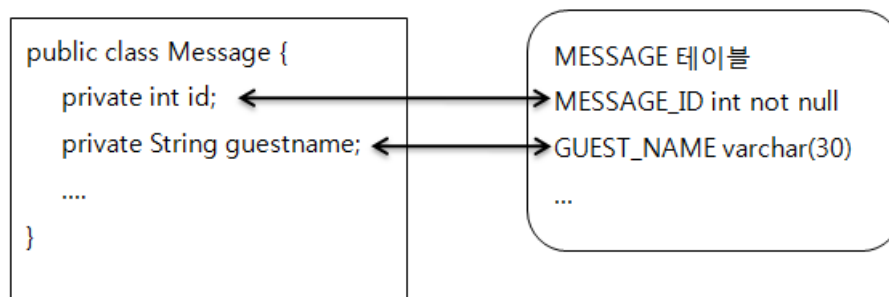 public class Message {
private int id;
private String guestname;
....
}
MESSAGE 테이블
MESSAGE_ID int not null
GUEST_NAME varchar(30)
...